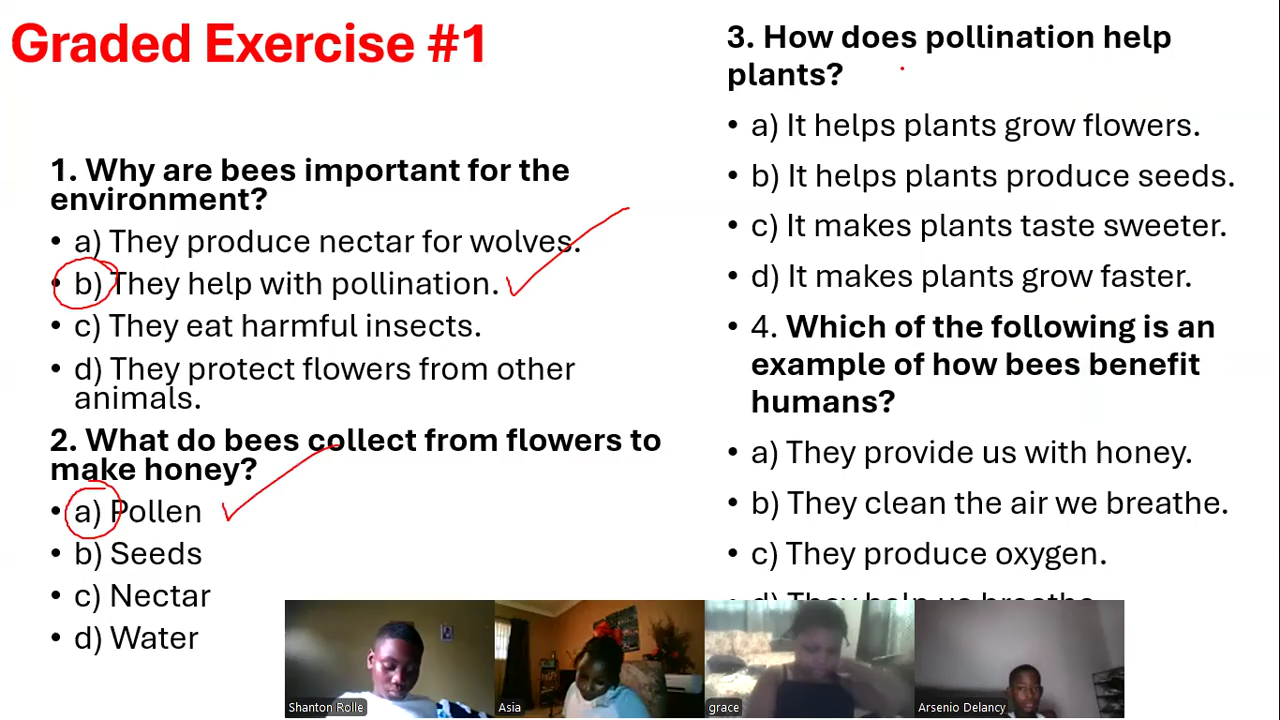 Graded Exercise #1
1. Why are bees important for the
environment?
• a) They produce nectar for wolves.
• b) They help with pollination.
• c) They eat harmful insects.
• d) They protect flowers from other
animals.
2. What do bees collect from flowers to
make honey?
• a) Pollen
• b) Seeds
• c) Nectar
• d) Water
3. How does pollination help
plants?
• a) It helps plants grow flowers.
• b) It helps plants produce seeds.
• c) It makes plants taste sweeter.
• d) It makes plants grow faster.
• 4. Which of the following is an
example of how bees benefit
humans?
• a) They provide us with honey.
• b) They clean the air we breathe.
• c) They produce oxygen.
• d) They help us breathe
Shanton Rolle
Asia
grace
Arsenio Delancy